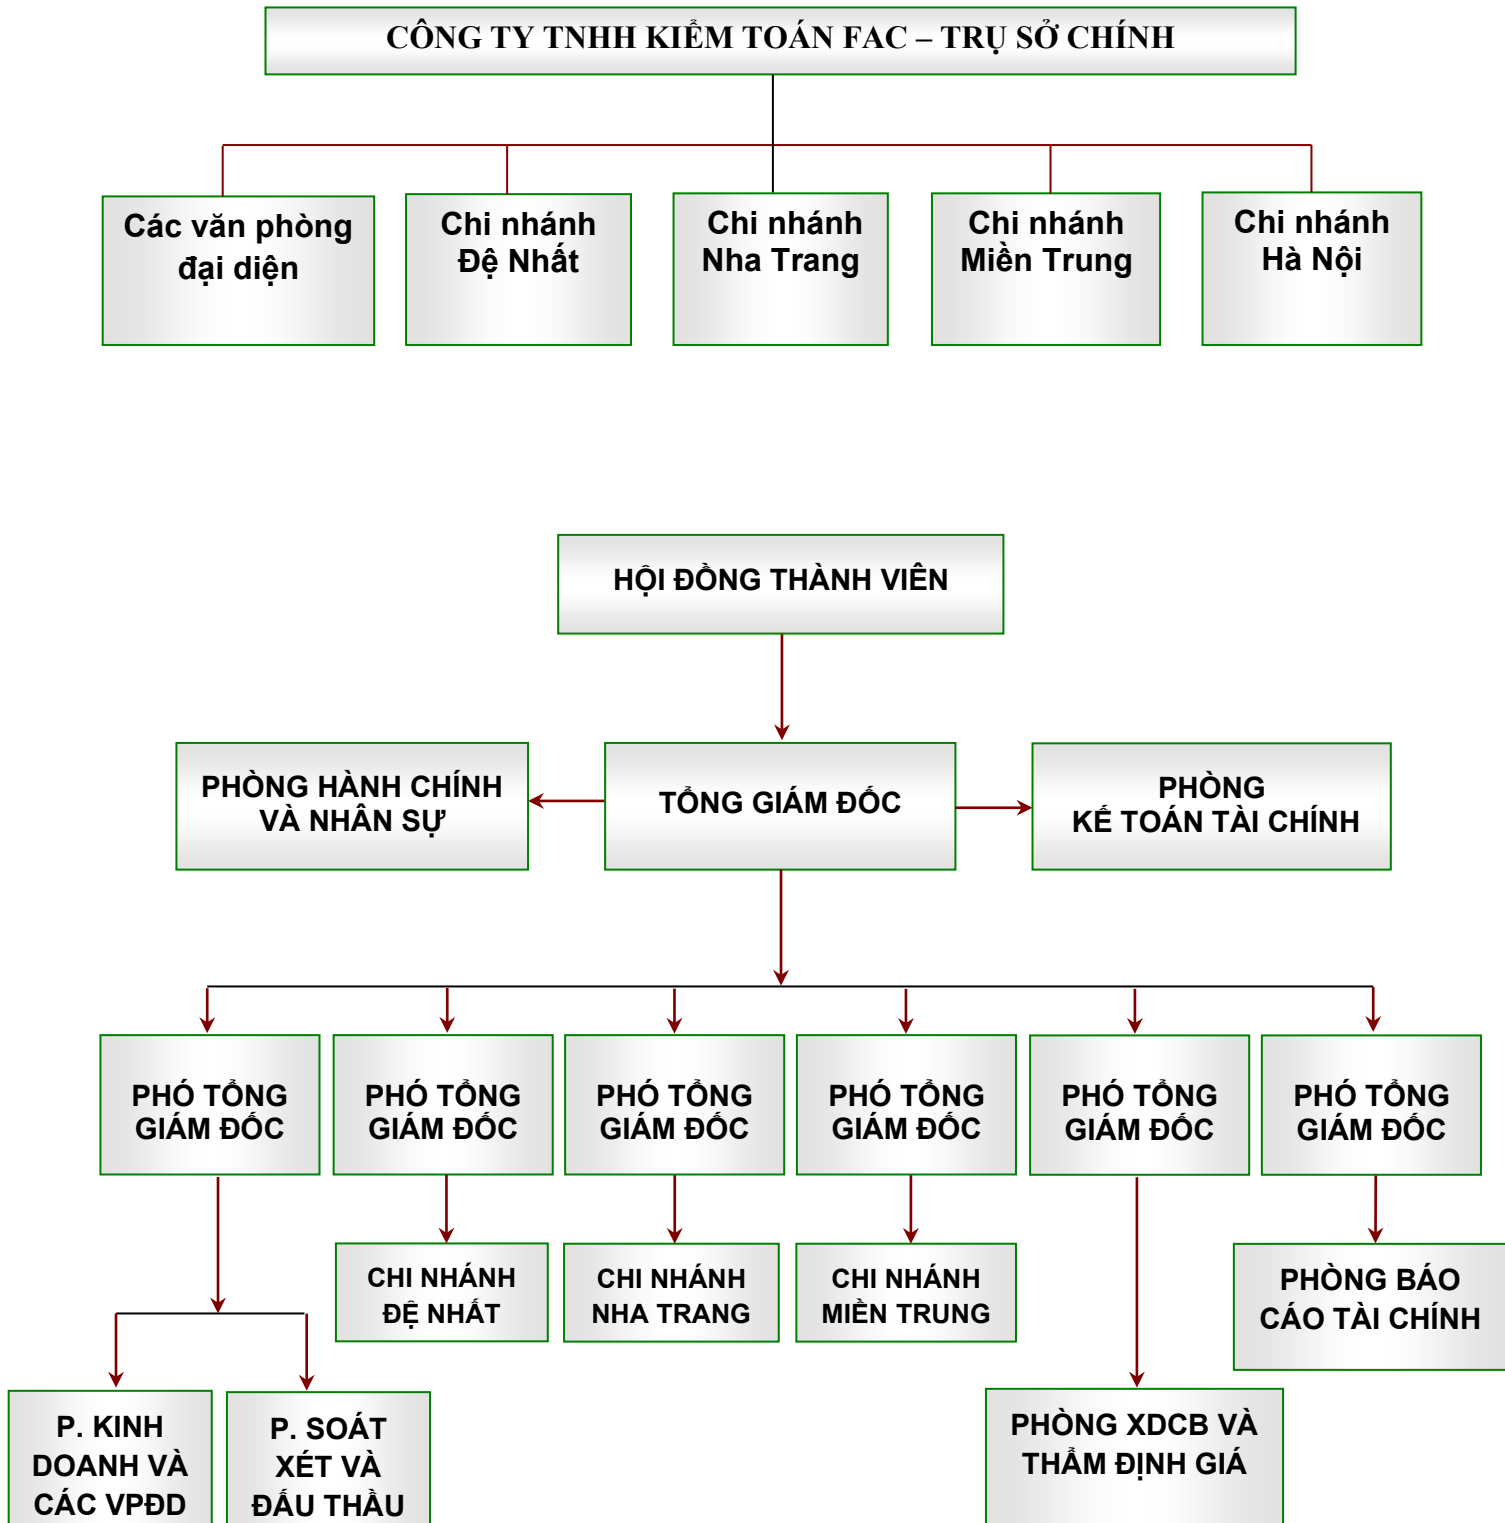 CÔNG TY TNHH KIỂM TOÁN FAC – TRỤ SỞ CHÍNH
Các văn phòng
đại diện
Chi nhánh
Đệ Nhất
Chi nhánh
Nha Trang
Chi nhánh
Miền Trung
Chi nhánh
Hà Nội
HỘI ĐỒNG THÀNH VIÊN
PHÒNG HÀNH CHÍNH
VÀ NHÂN SỰ
TỔNG GIÁM ĐỐC
PHÒNG
KẾ TOÁN TÀI CHÍNH
PHÓ TỔNG
GIÁM ĐỐC
PHÓ TỔNG
GIÁM ĐỐC
PHÓ TỔNG
GIÁM ĐỐC
PHÓ TỔNG
GIÁM ĐỐC
PHÓ TỔNG
GIÁM ĐỐC
PHÓ TỔNG
GIÁM ĐỐC
CHI NHÁNH
ĐỆ NHẤT
CHI NHÁNH
NHA TRANG
CHI NHÁNH
MIỀN TRUNG
PHÒNG BÁO
CÁO TÀI CHÍNH
P. KINH
DOANH VÀ
CÁC VPĐD
P. SOÁT
XÉT VÀ
ĐẤU THẦU
PHÒNG XDCB VÀ
THẨM ĐỊNH GIÁ